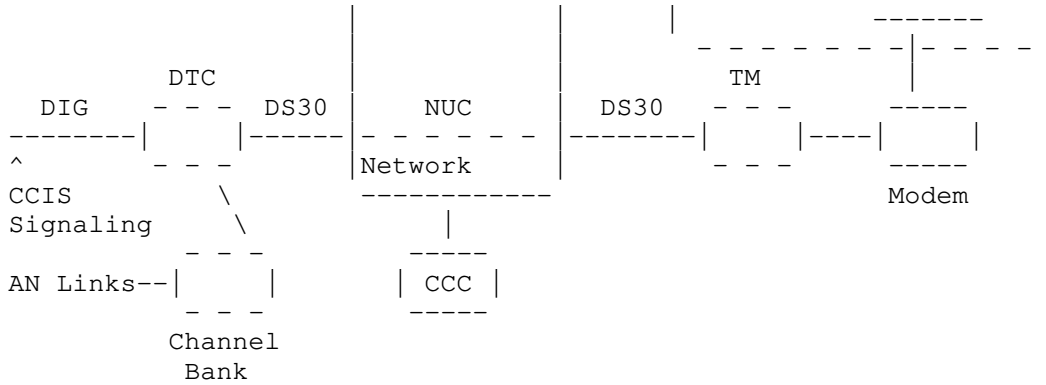 DTC TM
DIG DS30 NUC DS30
^ Network
CCIS Modem
Signaling
AN Links CCC
Channel
Bank